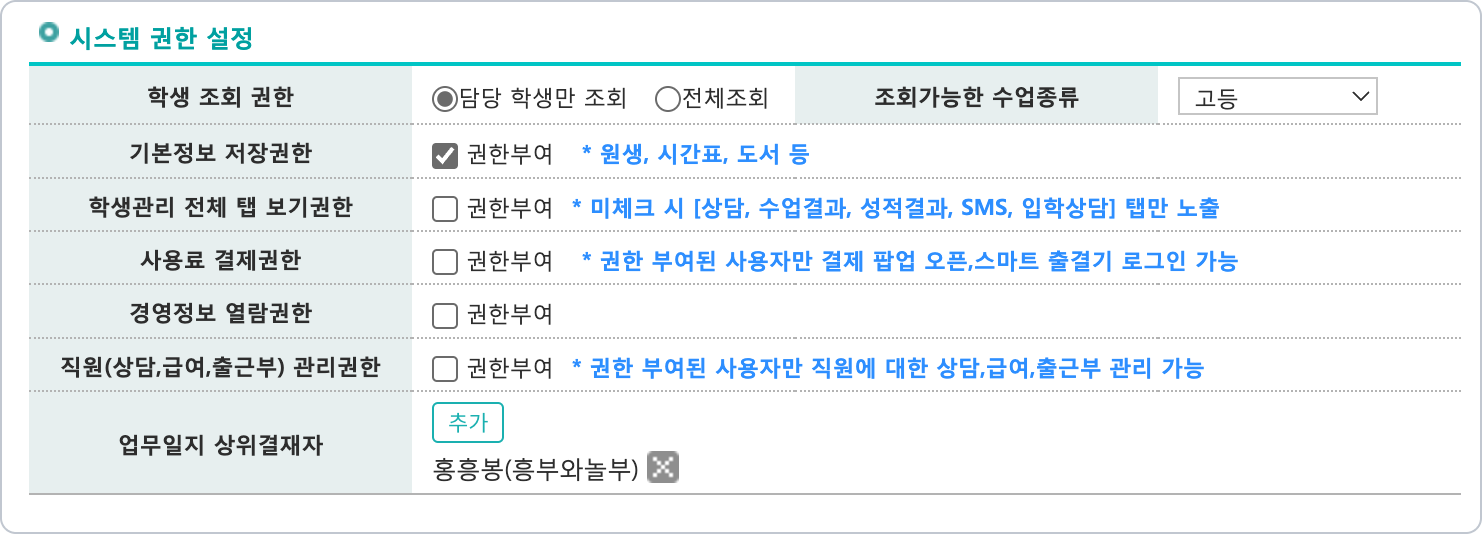 시스템 권한 설정
학생 조회 권한 담당 학생만 조회 전체조회 조회가능한 수업종류 고등
기본정보 저장권한 권한부여 * 원생, 시간표, 도서 등
학생관리 전체 탭 보기권한 권한부여 * 미체크 시 [상담, 수업결과, 성적결과, SMS, 입학상담] 탭만 노출
사용료 결제권한 권한부여 * 권한 부여된 사용자만 결제 팝업 오픈,스마트 출결기 로그인 가능
경영정보 열람권한 권한부여
직원(상담,급여,출근부) 관리권한 권한부여 * 권한 부여된 사용자만 직원에 대한 상담,급여,출근부 관리 가능
업무일지 상위결재자 추가
홍흥봉(흥부와놀부)